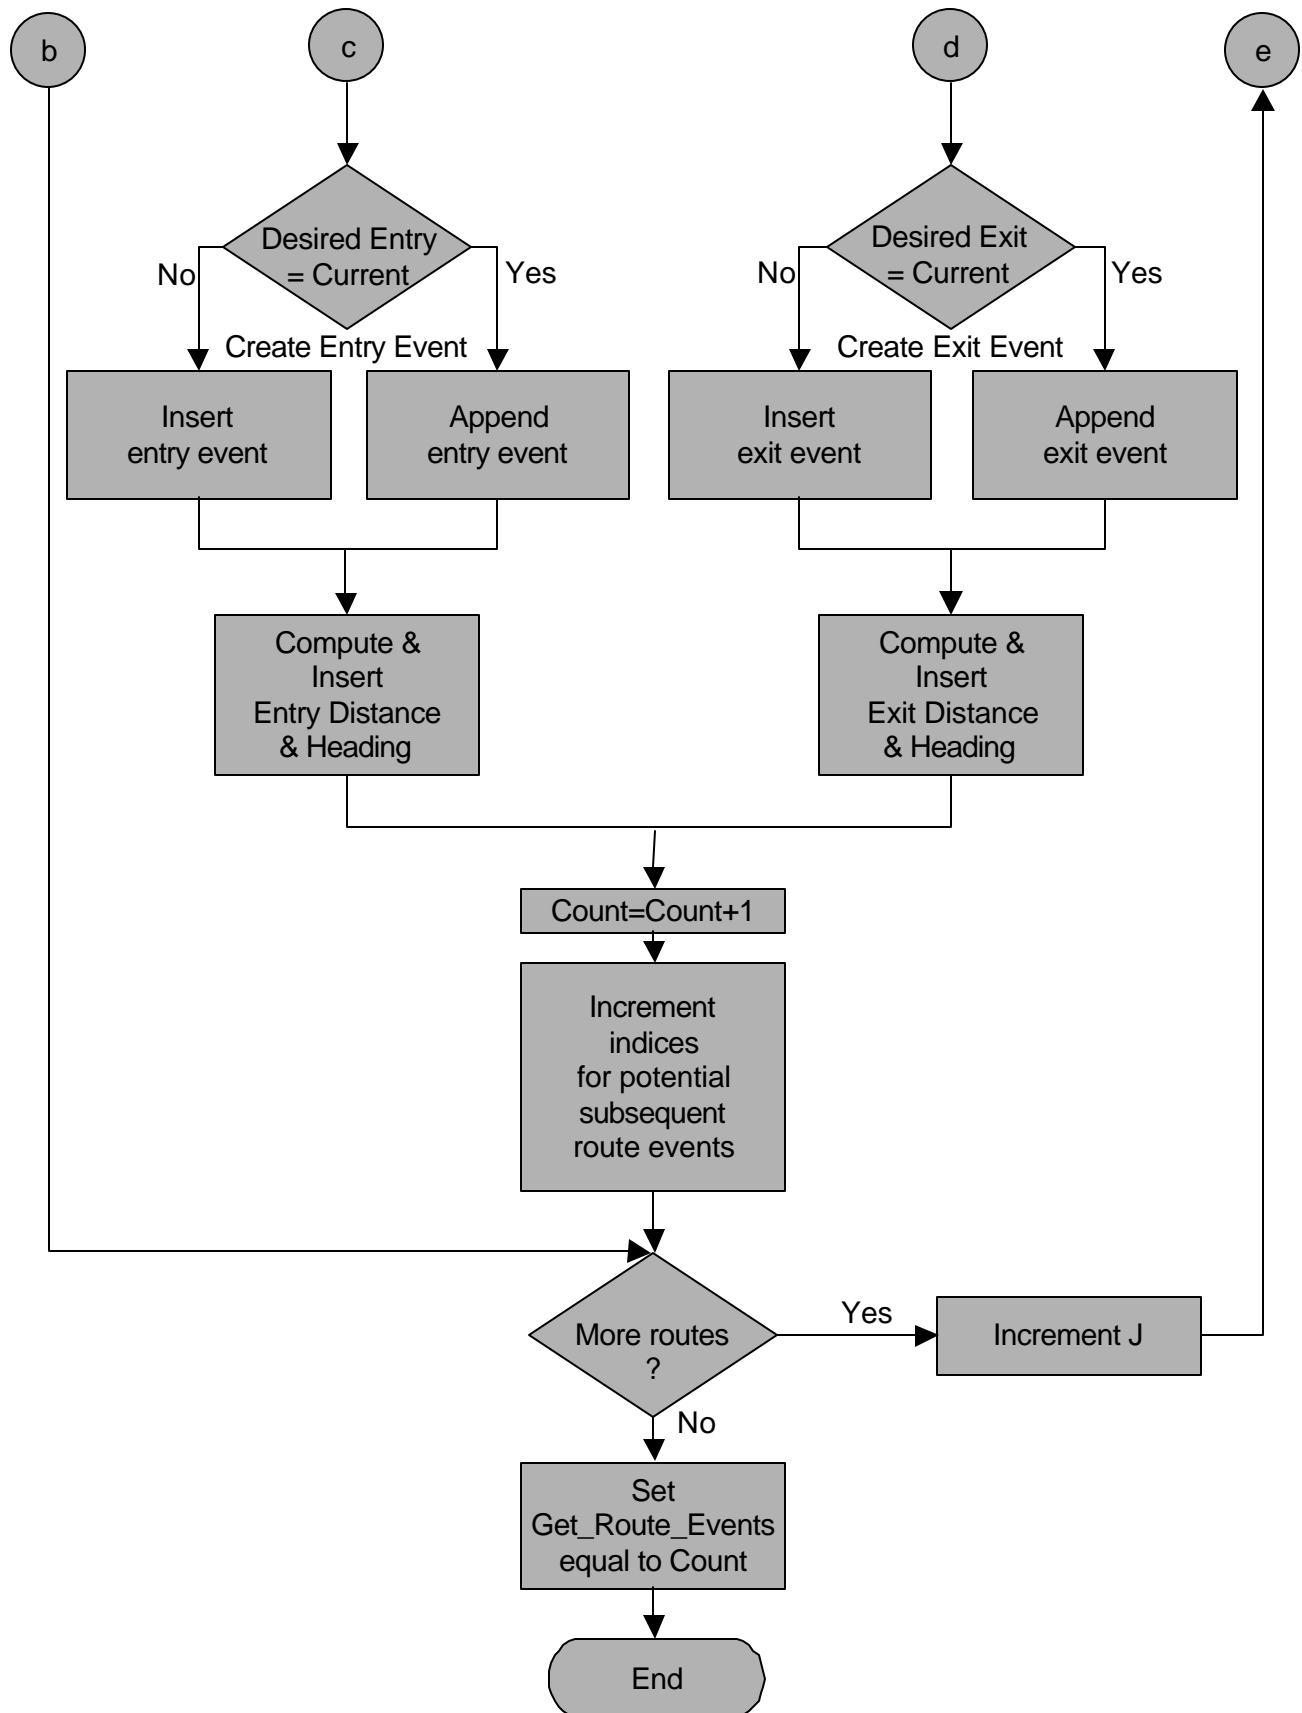 b
c
d
e
Desired Entry
= Current
No
Yes
Desired Exit
= Current
No
Yes
Create Entry Event
Create Exit Event
Insert
entry event
Append
entry event
Insert
exit event
Append
exit event
Compute &
Insert
Entry Distance
& Heading
Compute &
Insert
Exit Distance
& Heading
Count=Count+1
Increment
indices
for potential
subsequent
route events
More routes
?
Yes
Increment J
No
Set
Get_Route_Events
equal to Count
End